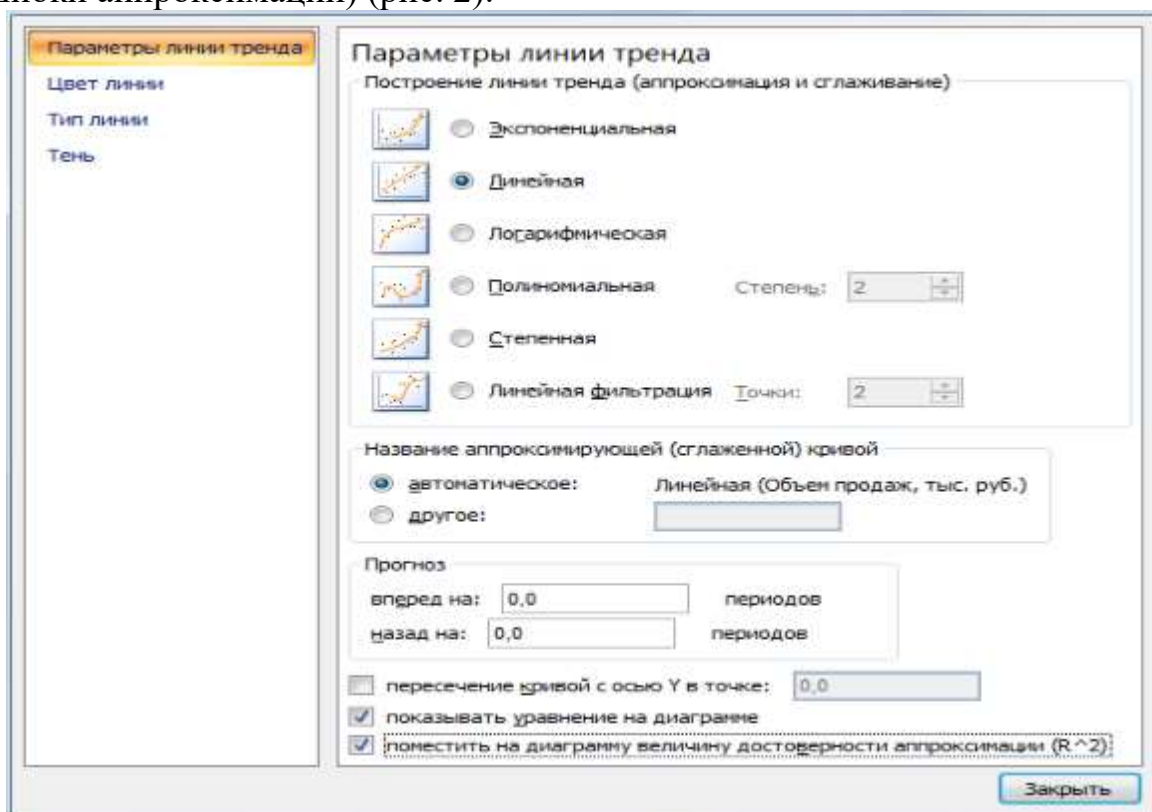 аппроксимации) (рис. 2).
Параметры линии тренда
Цвет линии
Тип линии
Тень
Параметры линии тренда
Построение линии тренда (аппроксимация и сглаживание)
Экспоненциальная
Линейная
Логарифмическая
Полиномиальная Степень: 2
Степенная
Линейная фильтрация Точки: 2
Название аппроксимирующей (сглаженной) кривой
автоматическое: Линейная (Объем продаж, тыс. руб.)
другое:
Прогноз
вперед на: 0,0 периодов
назад на: 0,0 периодов
пересечение кривой с осью Y в точке: 0,0
показывать уравнение на диаграмме
поместить на диаграмму величину достоверности аппроксимации (R^2)
Закрыть